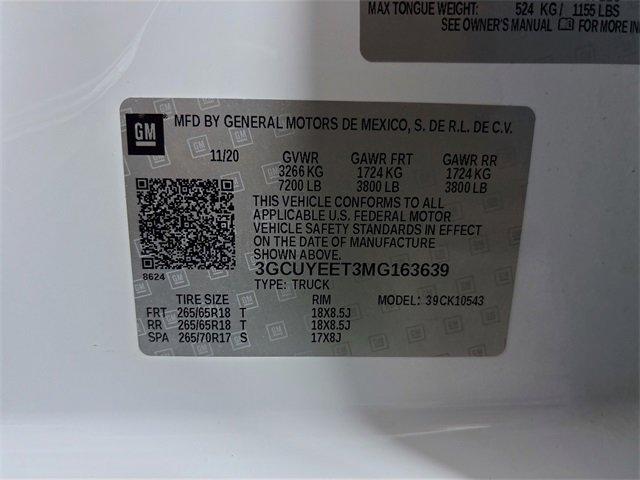 MAX TONGUE WEIGHT: 524 KG/ 1155 LBS
SEE OWNER'S MANUAL FOR MORE IN
GM MFD BY GENERAL MOTORS DE MEXICO, S. DE R.L. DE C.V.
11/20 GVWR GAWR FRT GAWR RR
3266 KG 1724 KG 1724 KG
7200 LB 3800 LB 3800 LB
THIS VEHICLE CONFORMS TO ALL
APPLICABLE U.S. FEDERAL MOTOR
VEHICLE SAFETY STANDARDS IN EFFECT
ON THE DATE OF MANUFACTURE SHOWN ABOVE.
3GCUYEET3MG163639
8624
TYPE: TRUCK
TIRE SIZE RIM MODEL: 39CK10543
FRT 265/65R18 T 18X8.5J
RR 265/65R18 T 18X8.5J
SPA 265/70R17 S 17X8J